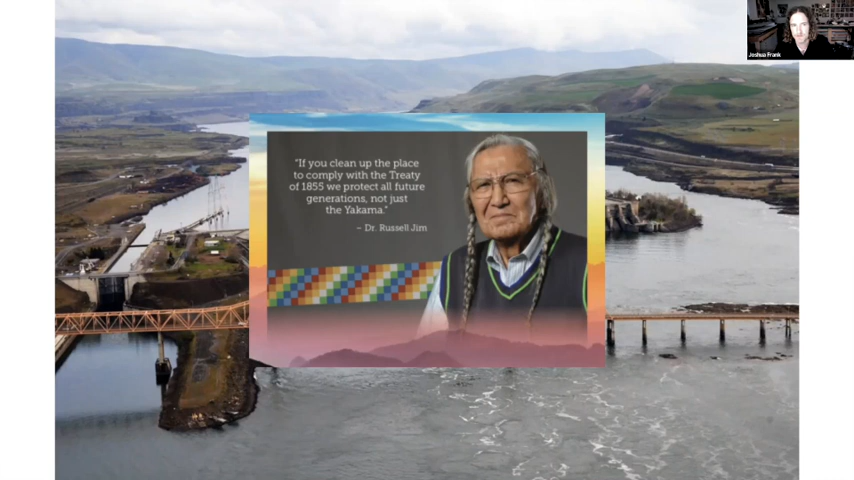 Joshua Frank
"If you clean up the place
to comply with the Treaty
of 1855 we protect all future
generations, not just
the Yakama."
– Dr. Russell Jim